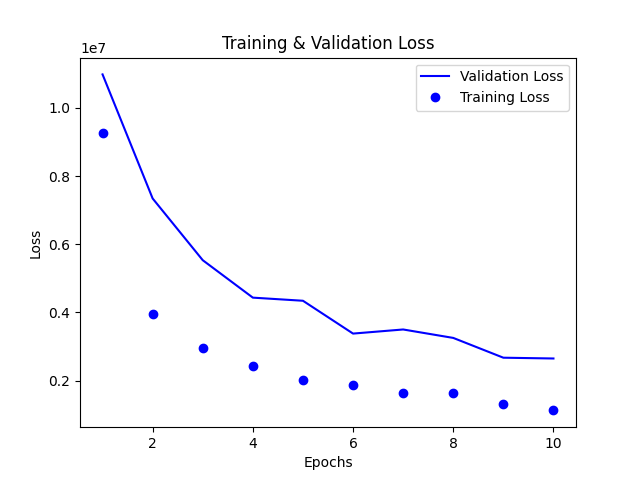 Training & Validation Loss
1e7
Validation Loss
Training Loss
1.0
0.8
0.6
0.4
0.2
Loss
2 4 6 8 10
Epochs